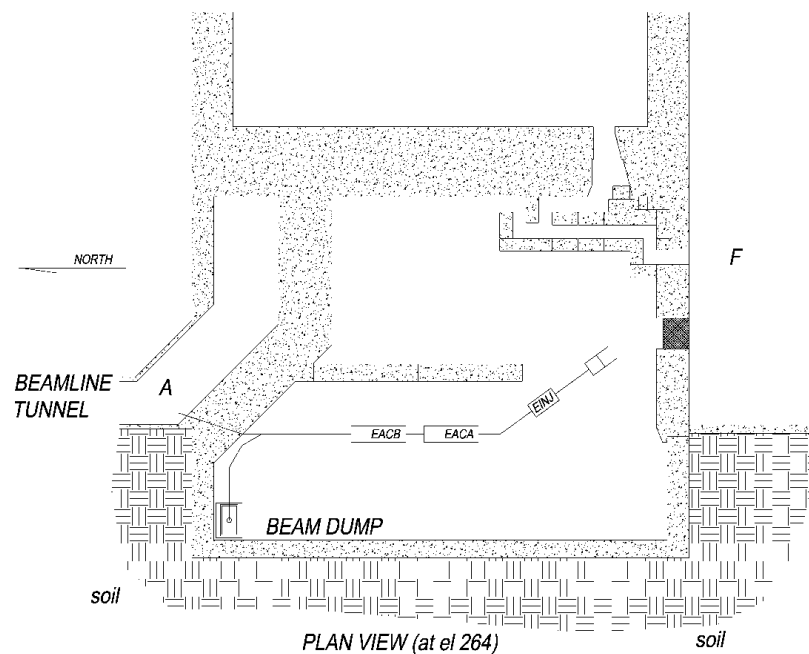 NORTH
F
BEAMLINE
TUNNEL
A
EINJ
EACB
EACA
BEAM DUMP
soil
PLAN VIEW (at el 264)
soil